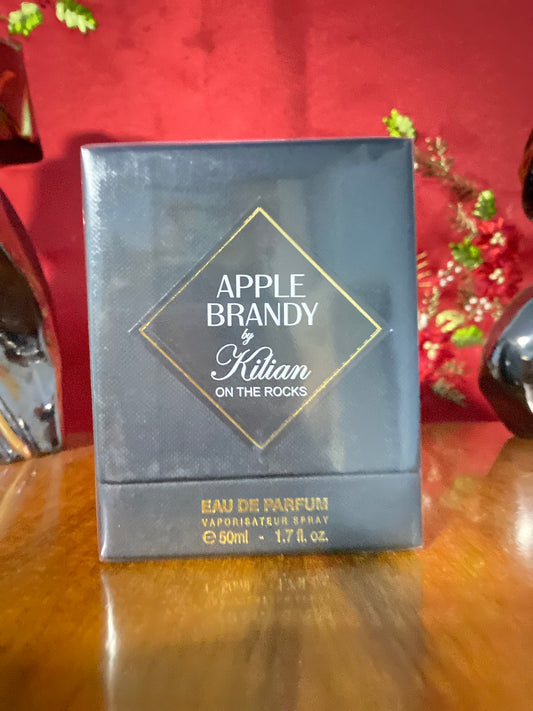 APPLE
BRANDY
by
Kilian
ON THE ROCKS
EAU DE PARFUM
VAPORISATEUR SPRAY
℮50ml - 1.7 fl. oz.